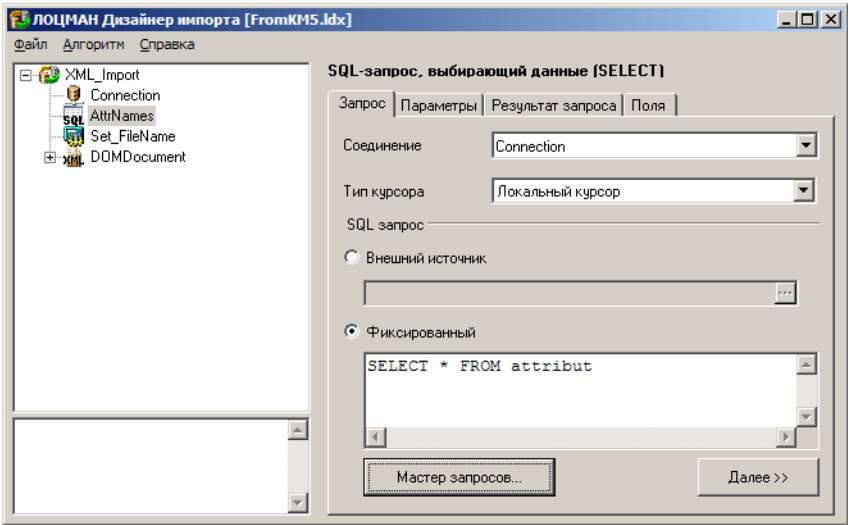 ЛОЦМАН Дизайнер импорта [FromKM5.ldx]
Файл Алгоритм Справка
XML_Import
Connection
SQL AttrNames
Set_FileName
XML DOMDocument
SQL-запрос, выбирающий данные (SELECT)
Запрос Параметры Результат запроса Поля
Соединение Connection
Тип курсора Локальный курсор
SQL запрос
Внешний источник
...
Фиксированный
SELECT * FROM attribut
Мастер запросов... Далее >>